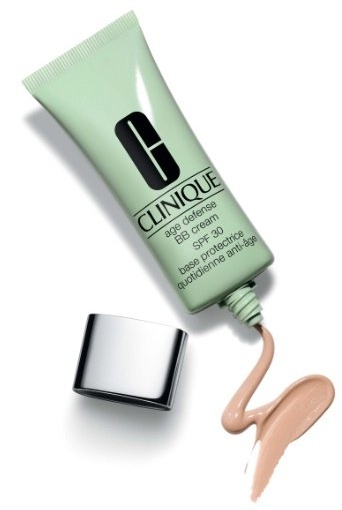 C
CLINIQUE
age defense
BB cream
SPF 30
base protectrice
quotidienne anti-âge